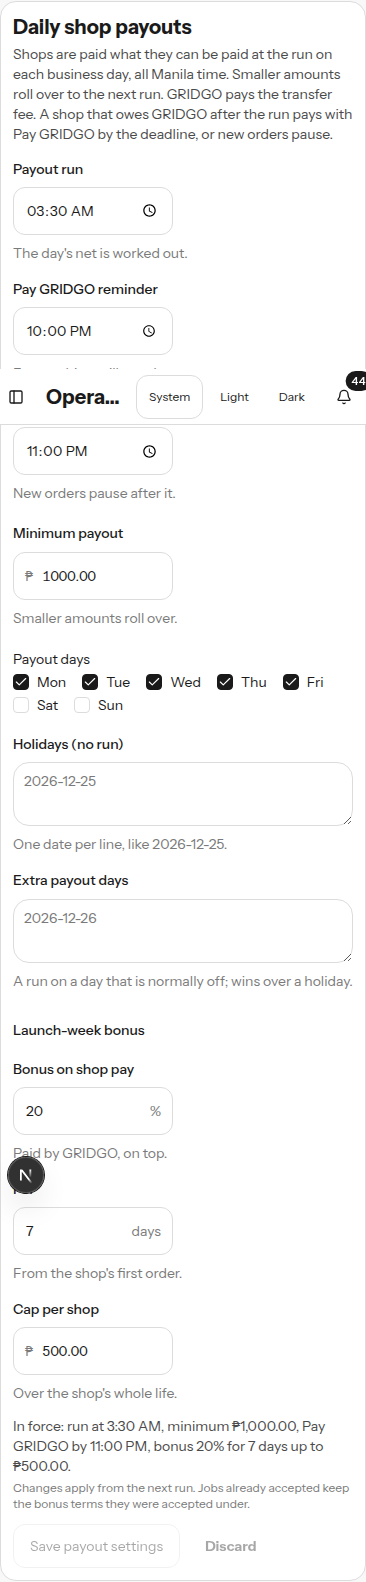 Daily shop payouts
Shops are paid what they can be paid at the run on
each business day, all Manila time. Smaller amounts
roll over to the next run. GRIDGO pays the transfer
fee. A shop that owes GRIDGO after the run pays with
Pay GRIDGO by the deadline, or new orders pause.
Payout run
03:30 AM
The day's net is worked out.
Pay GRIDGO reminder
10:00 PM
Opera...
System
Light
Dark
44
11:00 PM
New orders pause after it.
Minimum payout
₱ 1000.00
Smaller amounts roll over.
Payout days
Mon Tue Wed Thu Fri
Sat Sun
Holidays (no run)
2026-12-25
One date per line, like 2026-12-25.
Extra payout days
2026-12-26
A run on a day that is normally off; wins over a holiday.
Launch-week bonus
Bonus on shop pay
20 %
Paid by GRIDGO, on top.
N
7 days
From the shop's first order.
Cap per shop
₱ 500.00
Over the shop's whole life.
In force: run at 3:30 AM, minimum ₱1,000.00, Pay
GRIDGO by 11:00 PM, bonus 20% for 7 days up to
₱500.00.
Changes apply from the next run. Jobs already accepted keep
the bonus terms they were accepted under.
Save payout settings
Discard